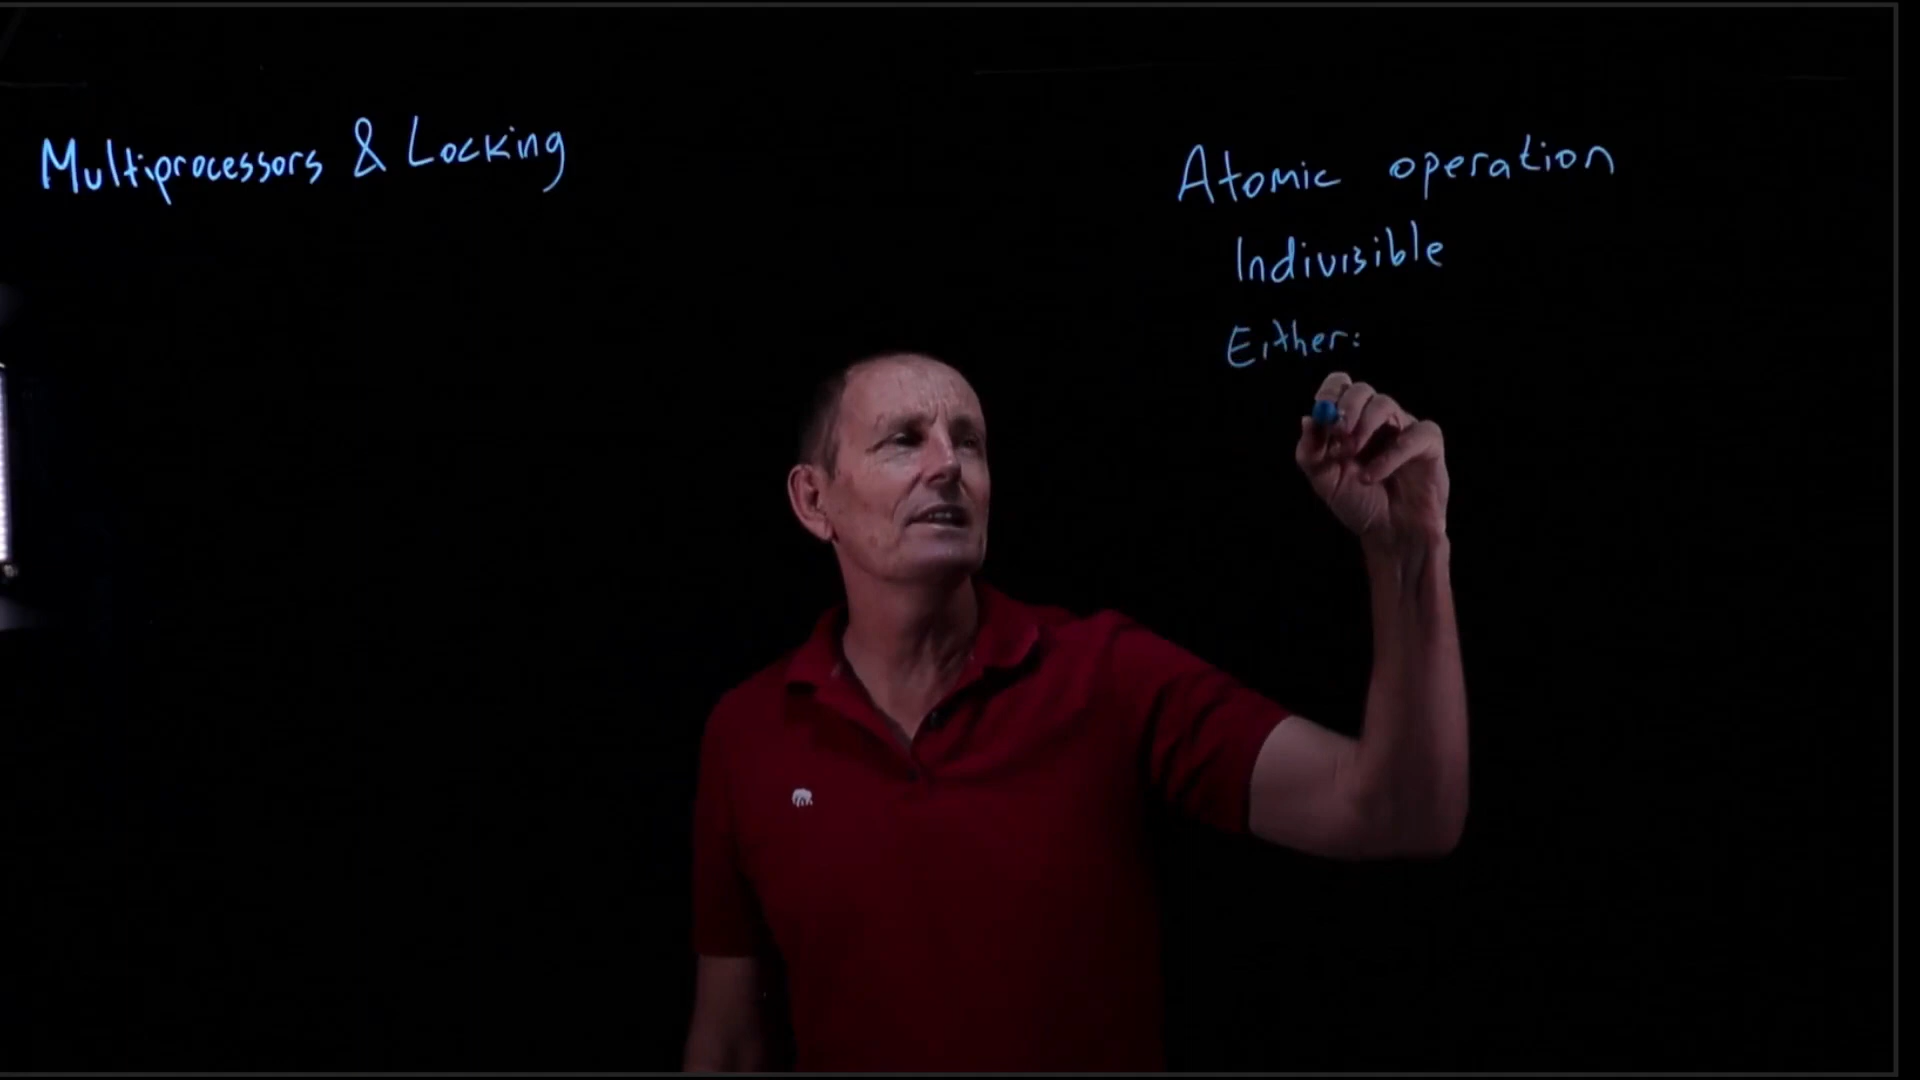 Multiprocessors & Locking
Atomic operation
Indivisible
Either: